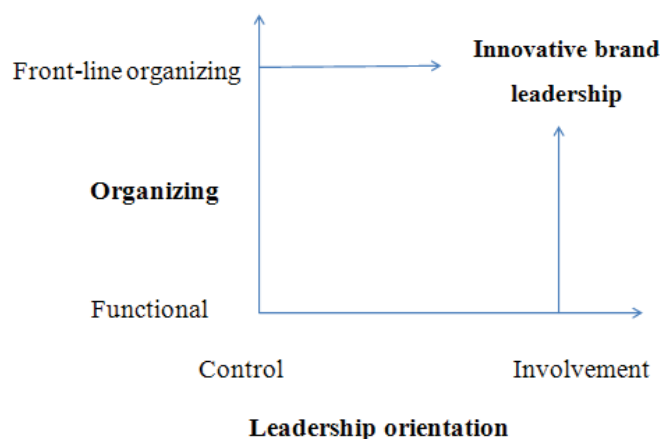 Innovative brand
leadership
Front-line organizing
Organizing
Functional
Control
Involvement
Leadership orientation